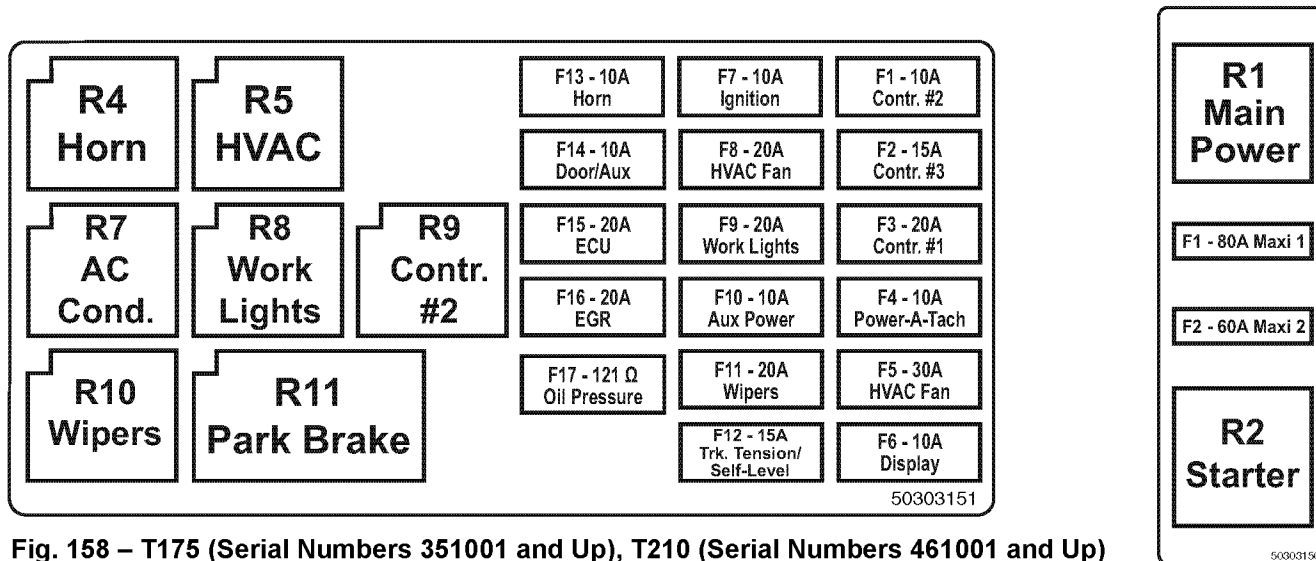 R4
Horn
R5
HVAC
R7
AC
Cond.
R8
Work
Lights
R9
Contr.
#2
R10
Wipers
R11
Park Brake
F13 - 10A
Horn
F14 - 10A
Door/Aux
F15 - 20A
ECU
F16 - 20A
EGR
F17 - 121 Ω
Oil Pressure
F7 - 10A
Ignition
F8 - 20A
HVAC Fan
F9 - 20A
Work Lights
F10 - 10A
Aux Power
F11 - 20A
Wipers
F12 - 15A
Trk. Tension/
Self-Level
F1 - 10A
Contr. #2
F2 - 15A
Contr. #3
F3 - 20A
Contr. #1
F4 - 10A
Power-A-Tach
F5 - 30A
HVAC Fan
F6 - 10A
Display
50303151
R1
Main
Power
F1 - 80A Maxi 1
F2 - 60A Maxi 2
R2
Starter
Fig. 158 – T175 (Serial Numbers 351001 and Up), T210 (Serial Numbers 461001 and Up)